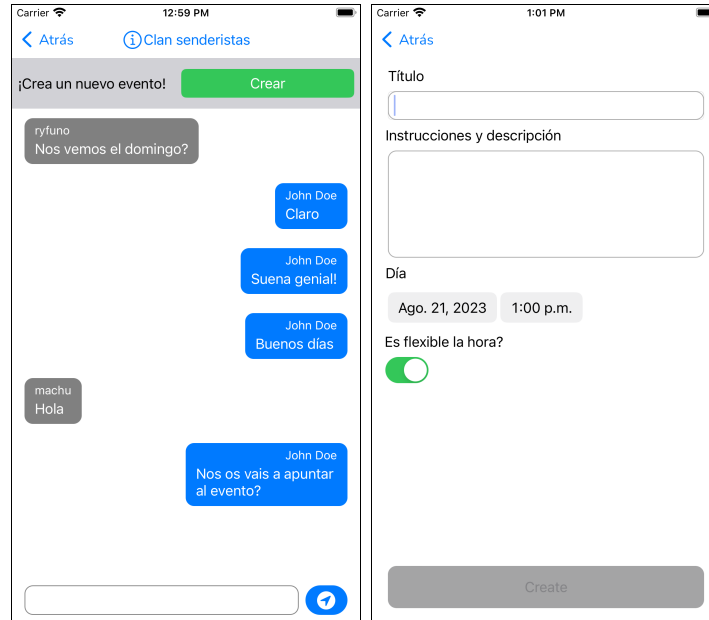 Carrier 12:59 PM
Atrás Clan senderistas
¡Crea un nuevo evento! Crear
ryfuno
Nos vemos el domingo?
John Doe
Claro
John Doe
Suena genial!
John Doe
Buenos días
machu
Hola
John Doe
Nos os vais a apuntar
al evento?
Carrier 1:01 PM
Atrás
Título
Instrucciones y descripción
Día
Ago. 21, 2023 1:00 p.m.
Es flexible la hora?
Create